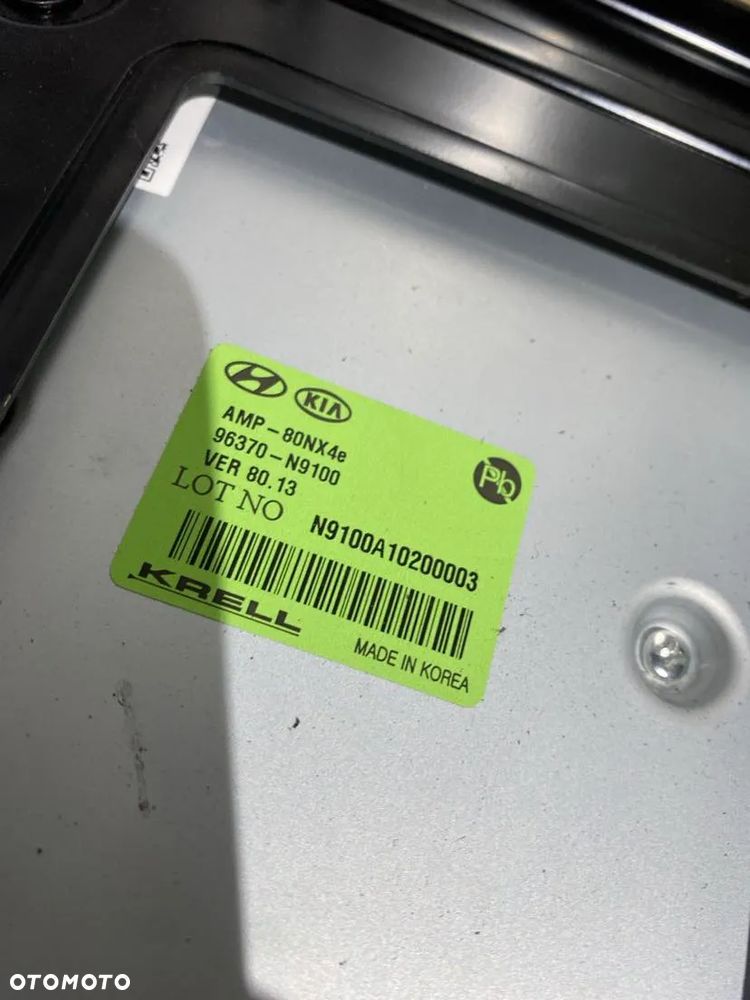 KIA
AMP-80NX4e
96370-N9100
VER 80.13
LOT NO
N9100A10200003
Pb
KRELL
MADE IN KOREA
OTOMOTO